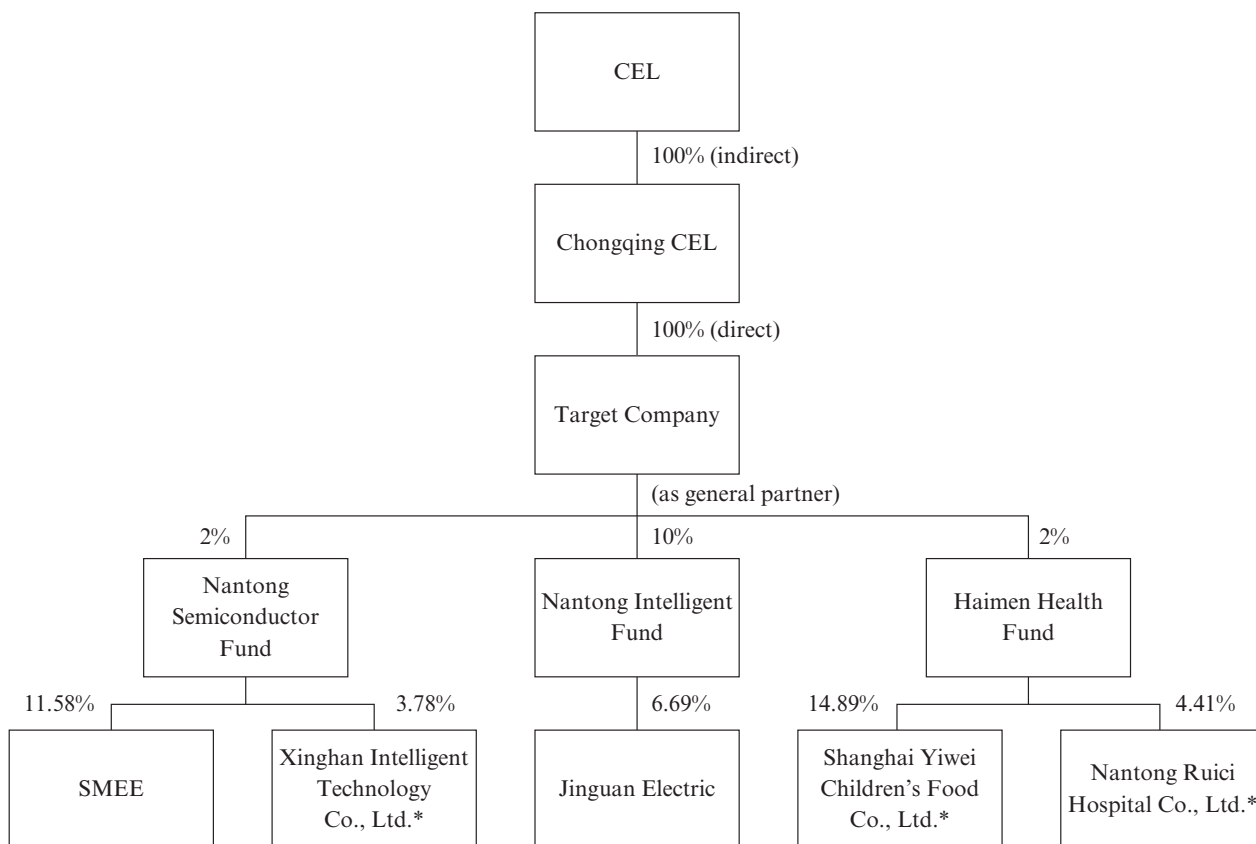 CEL
100% (indirect)
Chongqing CEL
100% (direct)
Target Company
(as general partner)
2%
10%
2%
Nantong
Semiconductor
Fund
Nantong Intelligent
Fund
Haimen Health
Fund
11.58%
3.78%
6.69%
14.89%
4.41%
SMEE
Xinghan Intelligent
Technology
Co., Ltd.*
Jinguan Electric
Shanghai Yiwei
Children’s Food
Co., Ltd.*
Nantong Ruici
Hospital Co., Ltd.*